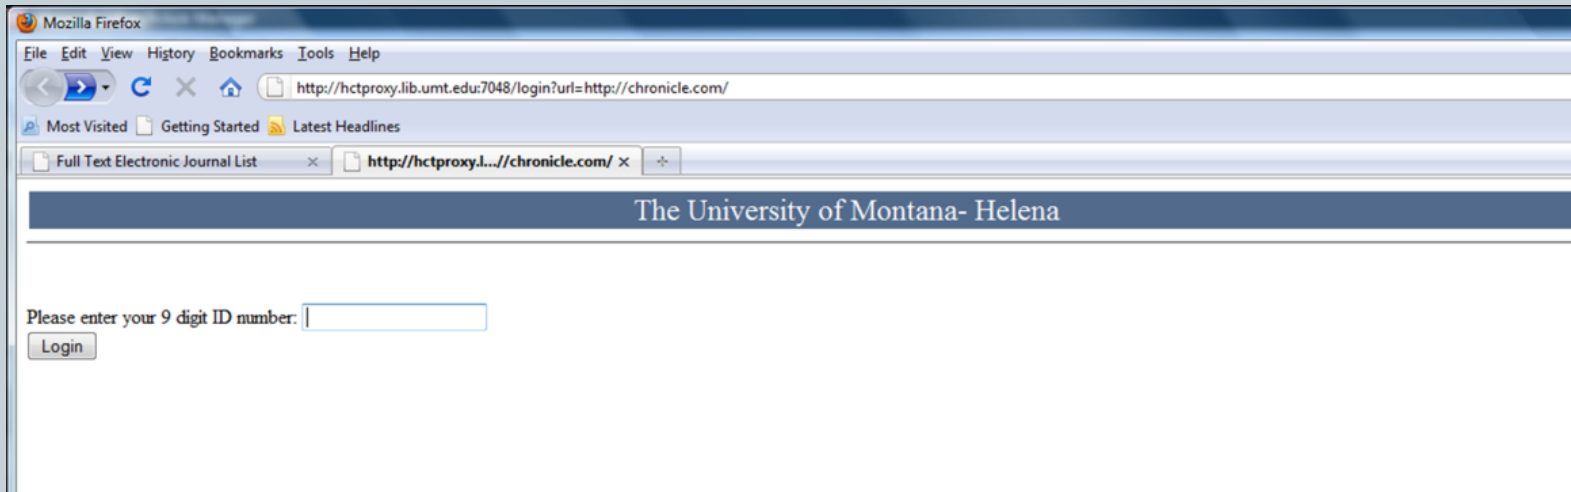 Mozilla Firefox
File Edit View History Bookmarks Tools Help
http://hctproxy.lib.umt.edu:7048/login?url=http://chronicle.com/
Most Visited Getting Started Latest Headlines
Full Text Electronic Journal List http://hctproxy.l...//chronicle.com/
The University of Montana- Helena
Please enter your 9 digit ID number:
Login